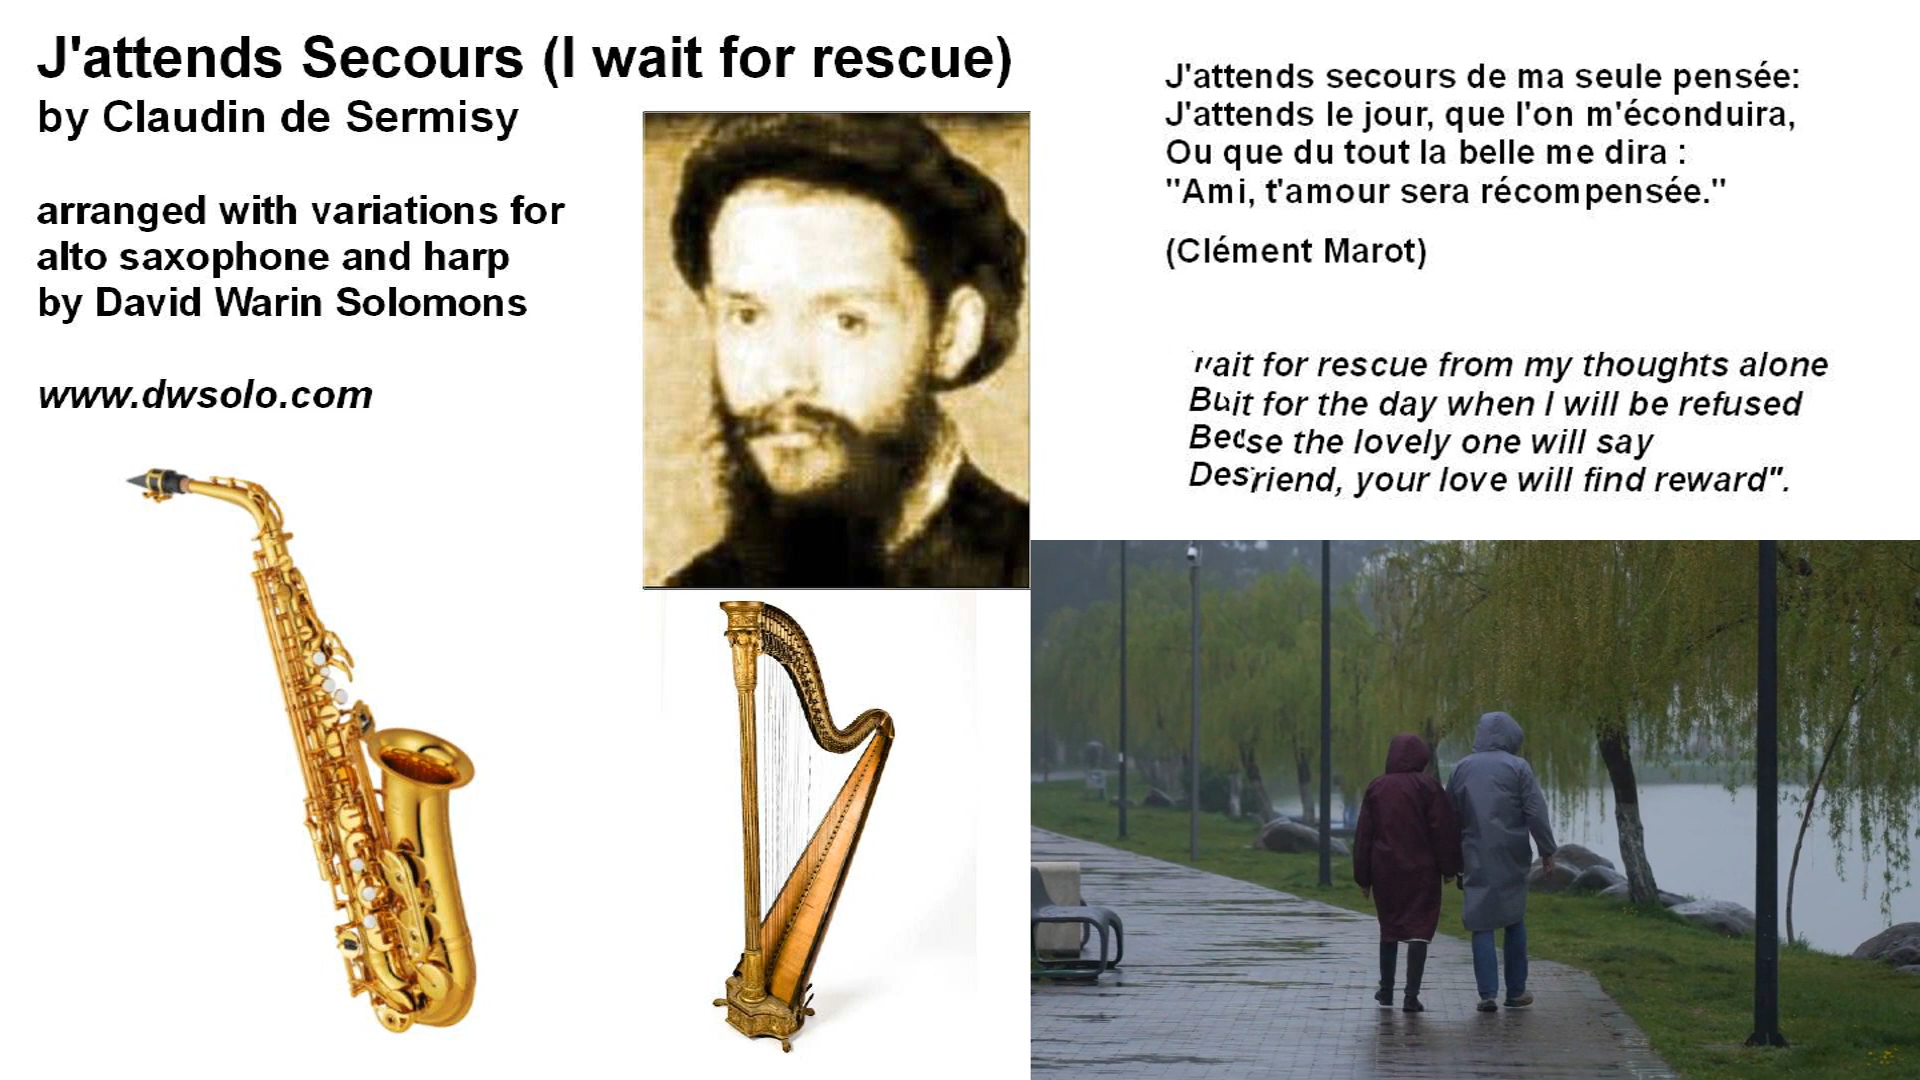 J'attends Secours (I wait for rescue)
by Claudin de Sermisy
arranged with variations for
alto saxophone and harp
by David Warin Solomons
www.dwsolo.com
J'attends secours de ma seule pensée:
J'attends le jour, que l'on m'éconduira,
Ou que du tout la belle me dira :
"Ami, t'amour sera récompensée."
(Clément Marot)
for rescue from my thoughts alone
for the day when I will be refused
the lovely one will say
your love will find reward".